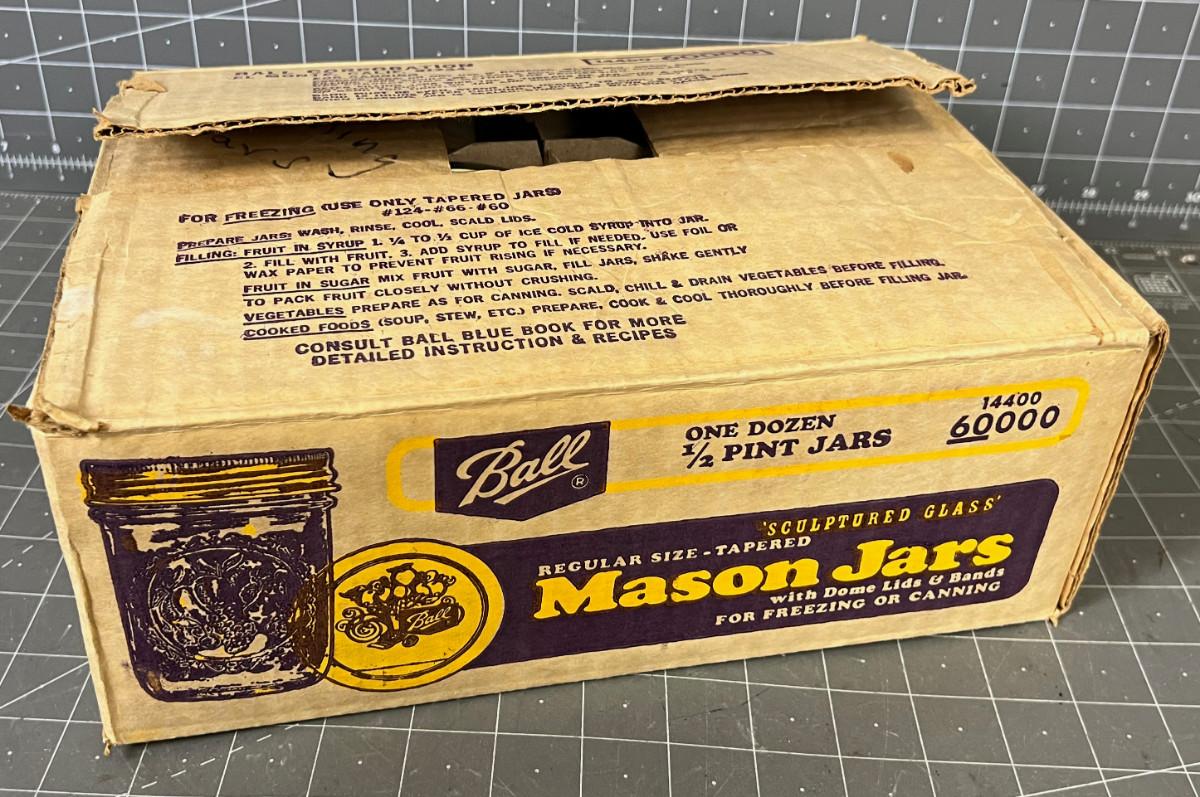 BALL CORPORATION
14400 60000
FOR FREEZING (USE ONLY TAPERED JARS)
#124-#66-#60
PREPARE JARS: WASH, RINSE, COOL, SCALD LIDS.
FILLING: FRUIT IN SYRUP 1. ¼ TO ⅓ CUP OF ICE COLD SYRUP INTO JAR.
2. FILL WITH FRUIT. 3. ADD SYRUP TO FILL IF NEEDED. USE FOIL OR
WAX PAPER TO PREVENT FRUIT RISING IF NECESSARY.
FRUIT IN SUGAR MIX FRUIT WITH SUGAR, FILL JARS, SHAKE GENTLY
TO PACK FRUIT CLOSELY WITHOUT CRUSHING.
VEGETABLES PREPARE AS FOR CANNING. SCALD, CHILL & DRAIN VEGETABLES BEFORE FILLING.
COOKED FOODS (SOUP, STEW, ETC.) PREPARE, COOK & COOL THOROUGHLY BEFORE FILLING JAR.
CONSULT BALL BLUE BOOK FOR MORE
DETAILED INSTRUCTION & RECIPES
Ball ®
ONE DOZEN
½ PINT JARS
14400
60000
'SCULPTURED GLASS'
REGULAR SIZE-TAPERED
Mason Jars
with Dome Lids & Bands
FOR FREEZING OR CANNING
Ball